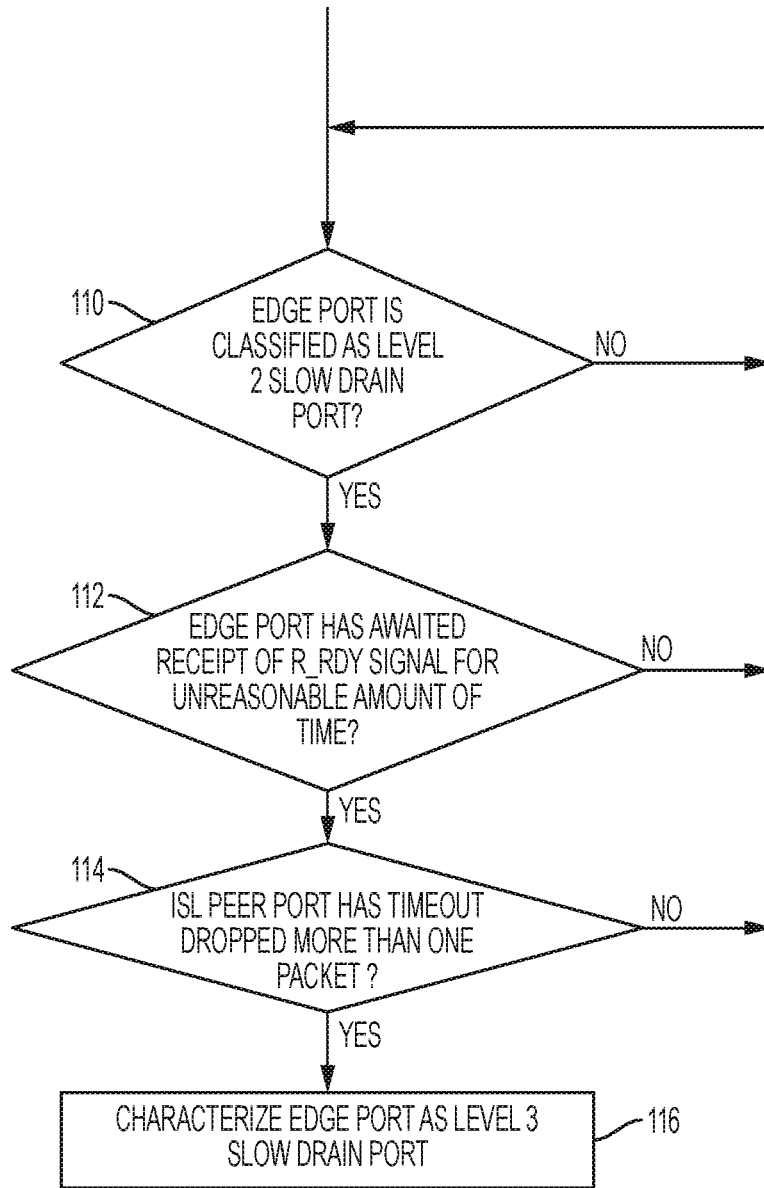 110
EDGE PORT IS
CLASSIFIED AS LEVEL
2 SLOW DRAIN
PORT?
NO
YES
112
EDGE PORT HAS AWAITED
RECEIPT OF R_RDY SIGNAL FOR
UNREASONABLE AMOUNT OF
TIME?
NO
YES
114
ISL PEER PORT HAS TIMEOUT
DROPPED MORE THAN ONE
PACKET ?
NO
YES
CHARACTERIZE EDGE PORT AS LEVEL 3
SLOW DRAIN PORT
116